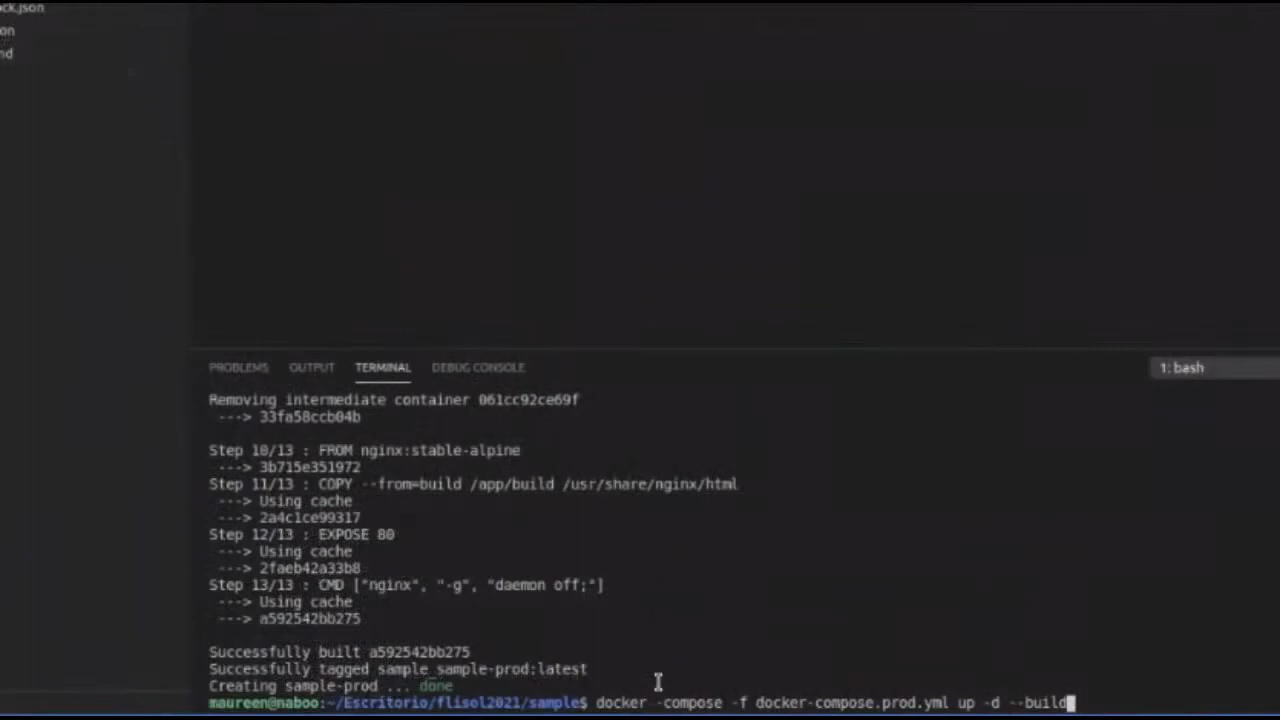 ck.json
on
nd
PROBLEMS OUTPUT TERMINAL DEBUG CONSOLE 1: bash
Removing intermediate container 061cc92ce69f
---> 33fa58ccb04b
Step 10/13 : FROM nginx:stable-alpine
---> 3b715e351972
Step 11/13 : COPY --from=build /app/build /usr/share/nginx/html
---> Using cache
---> 2a4c1ce99317
Step 12/13 : EXPOSE 80
---> Using cache
---> 2faeb42a33b8
Step 13/13 : CMD ["nginx", "-g", "daemon off;"]
---> Using cache
---> a592542bb275
Successfully built a592542bb275
Successfully tagged sample_sample-prod:latest
Creating sample-prod ... done
maureen@naboo:~/Escritorio/flisol2021/sample$ docker -compose -f docker-compose.prod.yml up -d --build